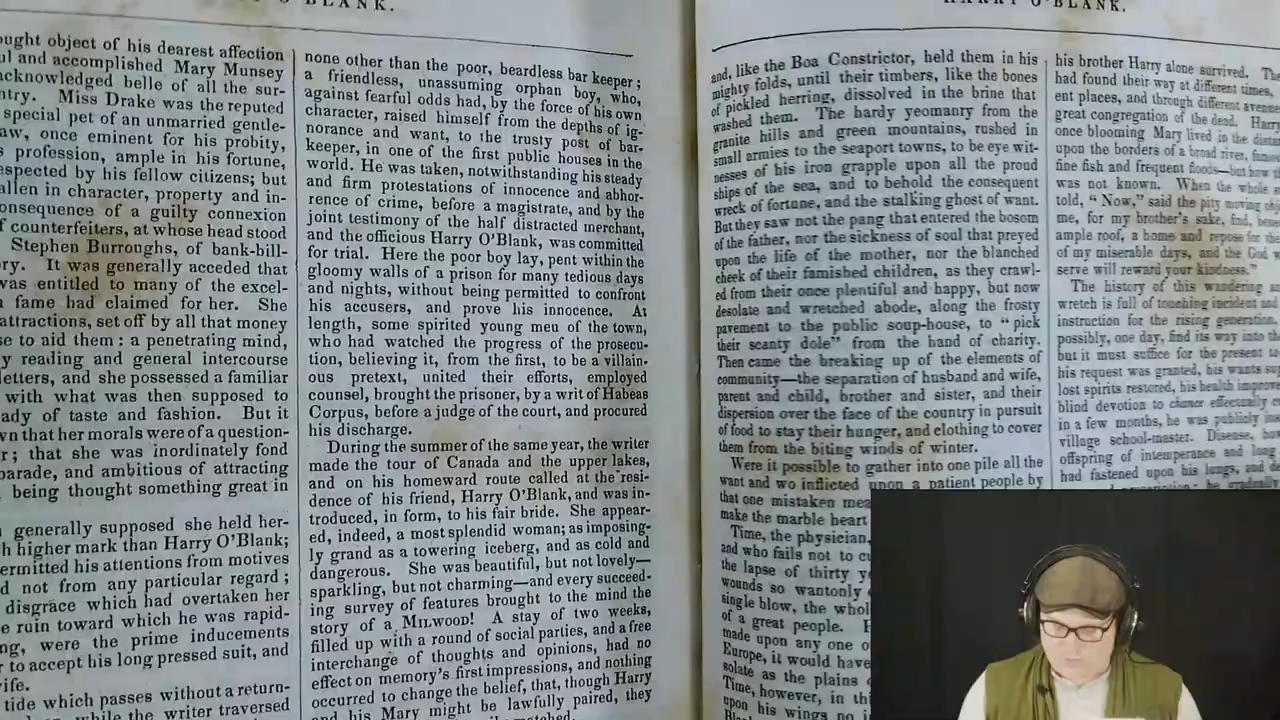 O'BLANK.
ought object of his dearest affection
ul and accomplished Mary Munsey
acknowledged belle of all the sur-
ntry. Miss Drake was the reputed
special pet of an unmarried gentle-
aw, once eminent for his probity,
s profession, ample in his fortune,
espected by his fellow citizens; but
allen in character, property and in-
onsequence of a guilty connexion
f counterfeiters, at whose head stood
Stephen Burroughs, of bank-bill-
ry. It was generally acceded that
was entitled to many of the excel-
n fame had claimed for her. She
attractions, set off by all that money
se to aid them: a penetrating mind,
y reading and general intercourse
letters, and she possessed a familiar
with what was then supposed to
ady of taste and fashion. But it
wn that her morals were of a question-
r; that she was inordinately fond
parade, and ambitious of attracting
being thought something great in
generally supposed she held her-
h higher mark than Harry O'Blank;
ermitted his attentions from motives
d not from any particular regard;
disgrace which had overtaken her
e ruin toward which he was rapid-
ng, were the prime inducements
r to accept his long pressed suit, and
ife.
tide which passes without a return-
while the writer traversed
none other than the poor, beardless bar keeper;
a friendless, unassuming orphan boy, who,
against fearful odds had, by the force of his own
character, raised himself from the depths of ig-
norance and want, to the trusty post of bar-
keeper, in one of the first public houses in the
world. He was taken, notwithstanding his steady
and firm protestations of innocence and abhor-
rence of crime, before a magistrate, and by the
joint testimony of the half distracted merchant,
and the officious Harry O'Blank, was committed
for trial. Here the poor boy lay, pent within the
gloomy walls of a prison for many tedious days
and nights, without being permitted to confront
his accusers, and prove his innocence. At
length, some spirited young men of the town,
who had watched the progress of the prosecu-
tion, believing it, from the first, to be a villain-
ous pretext, united their efforts, employed
counsel, brought the prisoner, by a writ of Habeas
Corpus, before a judge of the court, and procured
his discharge.
During the summer of the same year, the writer
made the tour of Canada and the upper lakes,
and on his homeward route called at the resi-
dence of his friend, Harry O'Blank, and was in-
troduced, in form, to his fair bride. She appear-
ed, indeed, a most splendid woman; as imposing-
ly grand as a towering iceberg, and as cold and
dangerous. She was beautiful, but not lovely—
sparkling, but not charming—and every succeed-
ing survey of features brought to the mind the
story of a MILWOOD! A stay of two weeks,
filled up with a round of social parties, and a free
interchange of thoughts and opinions, had no
effect on memory's first impressions, and nothing
occurred to change the belief, that, though Harry
and his Mary might be lawfully paired, they
matched.
HARRY O'BLANK.
and, like the Boa Constrictor, held them in his
mighty folds, until their timbers, like the bones
of pickled herring, dissolved in the brine that
washed them. The hardy yeomanry from the
granite hills and green mountains, rushed in
small armies to the seaport towns, to be eye wit-
nesses of his iron grapple upon all the proud
ships of the sea, and to behold the consequent
wreck of fortune, and the stalking ghost of want.
But they saw not the pang that entered the bosom
of the father, nor the sickness of soul that preyed
upon the life of the mother, nor the blanched
cheek of their famished children, as they crawl-
ed from their once plentiful and happy, but now
desolate and wretched abode, along the frosty
pavement to the public soup-house, to "pick
their scanty dole" from the hand of charity.
Then came the breaking up of the elements of
community—the separation of husband and wife,
parent and child, brother and sister, and their
dispersion over the face of the country in pursuit
of food to stay their hunger, and clothing to cover
them from the biting winds of winter.
Were it possible to gather into one pile all the
want and wo inflicted upon a patient people by
that one mistaken mea
make the marble heart
Time, the physician,
and who fails not to cu
the lapse of thirty y
wounds so wantonly
single blow, the whol
of a great people.
made upon any one o
Europe, it would have
solate as the plains
Time, however, in thi
upon his wings no i
his brother Harry alone survived. The
had found their way at different times,
ent places, and through different avenues
great congregation of the dead. Harry
once blooming Mary lived in the dista
upon the borders of a broad river, famous
fine fish and frequent floods—but how th
was not known. When the whole
told, "Now," said the pity moving
me, for my brother's sake, find, bene
ample roof, a home and repose for the
of my miserable days, and the God w
serve will reward your kindness."
The history of this wandering a
wretch is full of touching incident and
instruction for the rising generation
possibly, one day, find its way into th
but it must suffice for the present to
his request was granted, his wants sup
lost spirits restored, his health improv
blind devotion to chance effectually c
in a few months, he was publicly
village school-master. Disease,
offspring of intemperance and long
had fastened upon his lungs, and d
he gradually